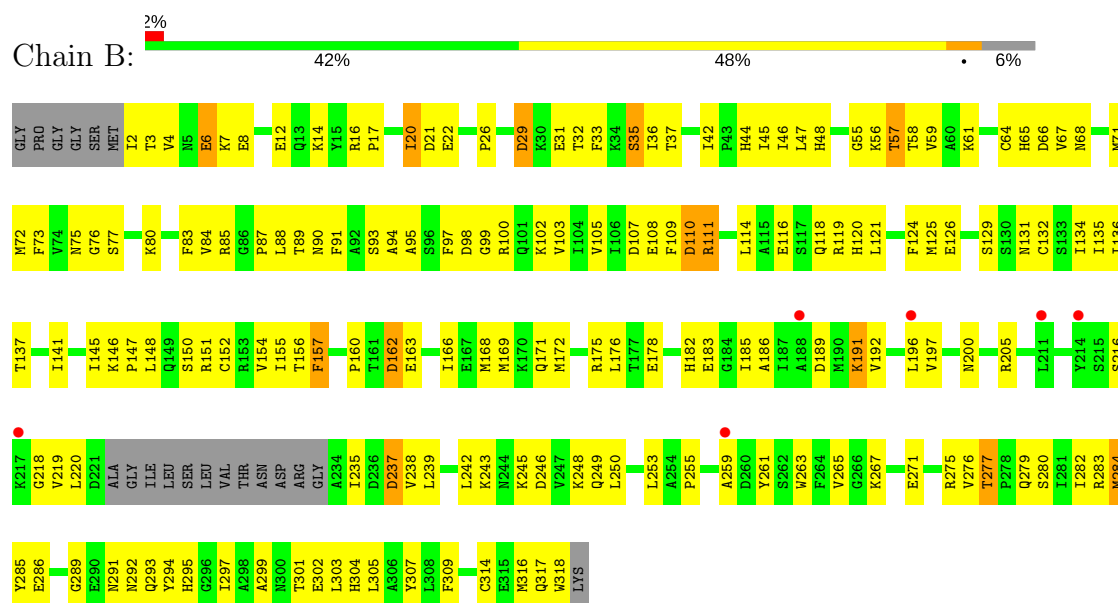 2%
Chain B:
42% 48% • 6%
GLY PRO GLY GLY SER MET I2 T3 V4 N5 E6 K7 E8 E12 Q13 K14 Y15 R16 P17 I20 D21 E22 P26 D29 K30 E31 T32 F33 K34 S35 I36 T37 I42 P43 H44 I45 I46 L47 H48 G55 K56 T57 T58 V59 A60 K61 C64 H65 D66 V67 N68 M71
M72 F73 V74 N75 G76 S77 K80 F83 V84 R85 G86 P87 L88 T89 N90 F91 A92 S93 A94 A95 S96 F97 D98 G99 R100 Q101 K102 V103 I104 V105 I106 D107 E108 F109 D110 R111 L114 A115 E116 S117 Q118 R119 H120 L121 F124 M125 E126 S129 S130 N131 C132 S133 I134 I135 I136
T137 I141 I145 K146 P147 L148 Q149 S150 R151 C152 R153 V154 I155 T156 F157 P160 T161 D162 E163 I166 E167 M168 M169 K170 Q171 M172 R175 L176 T177 E178 H182 E183 G184 I185 A186 I187 A188 D189 M190 K191 V192 L196 V197 N200 R205 L211 Y214 S215 S216
K217 G218 V219 L220 D221 ALA GLY ILE LEU SER LEU VAL THR ASN ASP ARG GLY A234 I235 D236 D237 Y238 L239 L242 K243 N244 K245 D246 V247 K248 Q249 L250 L253 A254 P255 A259 D260 Y261 S262 W263 F264 V265 G266 K267 E271 R275 V276 T277 P278 Q279 S280 I281 I282 R283 M284
Y285 E286 G289 E290 N291 N292 Q293 Y294 H295 G296 I297 A298 A299 N300 T301 E302 L303 H304 L305 A306 Y307 L308 F309 C314 E315 M316 Q317 W318 LYS